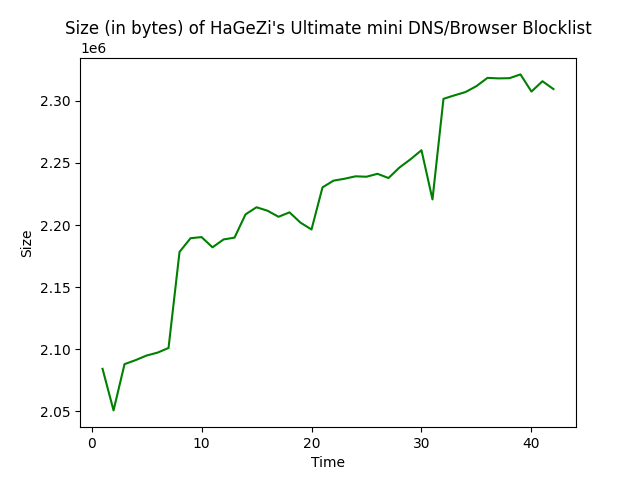 Size (in bytes) of HaGeZi's Ultimate mini DNS/Browser Blocklist
1e6
2.30
2.25
2.20
2.15
2.10
2.05
Size
0 10 20 30 40
Time